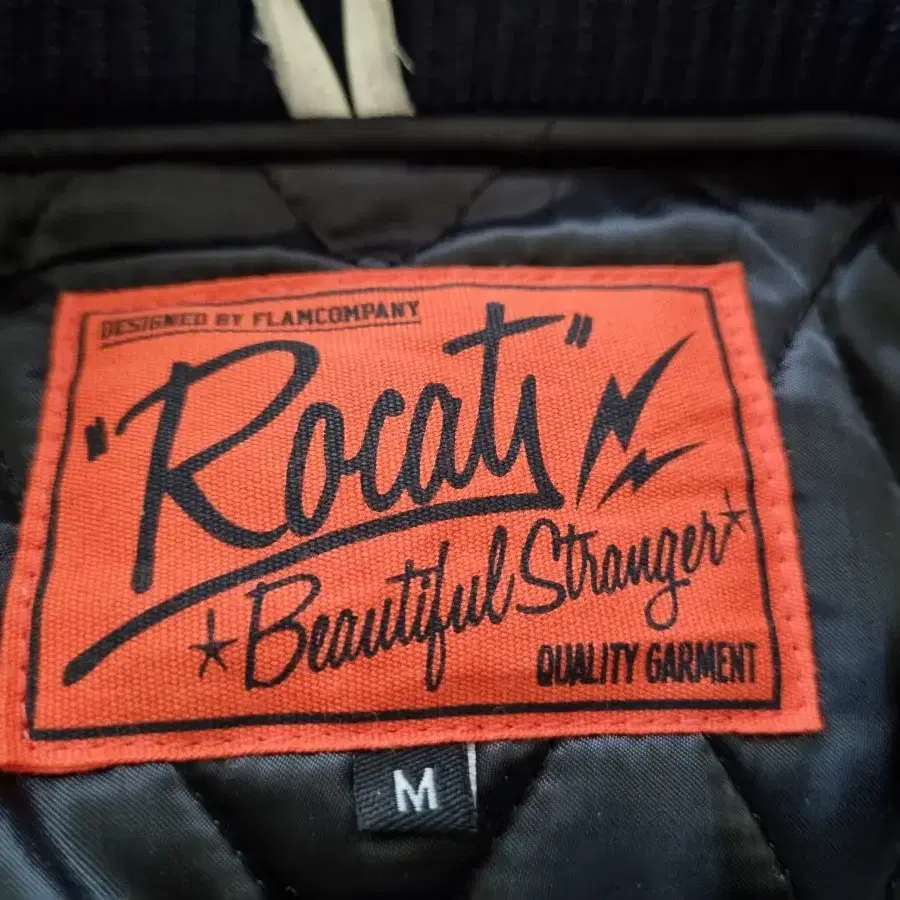 DESIGNED BY FLAMCOMPANY
"Rocaty"
*Beautiful Stranger*
QUALITY GARMENT
M